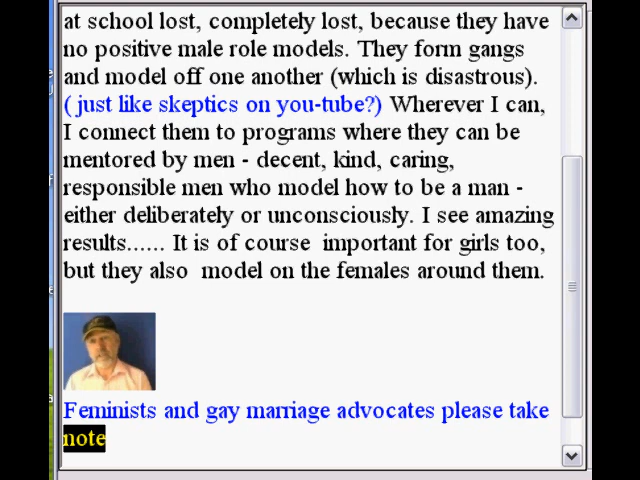 at school lost, completely lost, because they have
no positive male role models. They form gangs
and model off one another (which is disastrous).
( just like skeptics on you-tube?) Wherever I can,
I connect them to programs where they can be
mentored by men - decent, kind, caring,
responsible men who model how to be a man -
either deliberately or unconsciously. I see amazing
results...... It is of course  important for girls too,
but they also  model on the females around them.
Feminists and gay marriage advocates please take
note